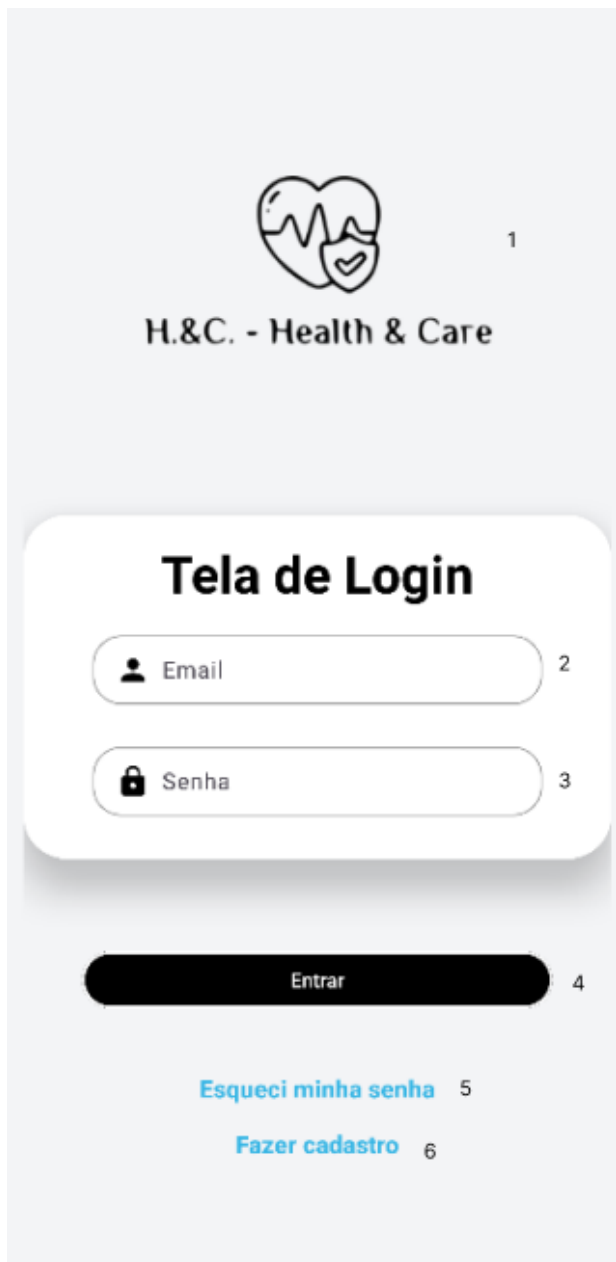 1
H.&C. - Health & Care
Tela de Login
Email 2
Senha 3
Entrar 4
Esqueci minha senha 5
Fazer cadastro 6